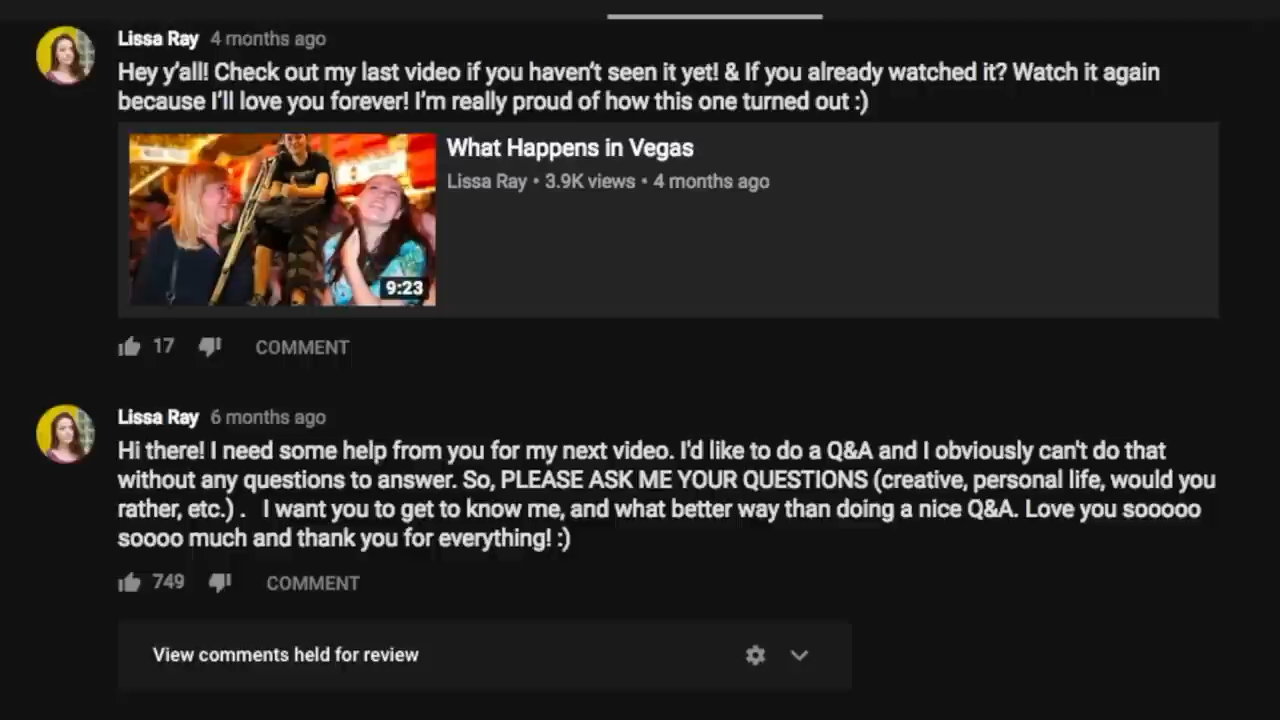 Lissa Ray 4 months ago
Hey y'all! Check out my last video if you haven't seen it yet! & If you already watched it? Watch it again
because I'll love you forever! I'm really proud of how this one turned out :)
What Happens in Vegas
Lissa Ray • 3.9K views • 4 months ago
9:23
17 COMMENT
Lissa Ray 6 months ago
Hi there! I need some help from you for my next video. I'd like to do a Q&A and I obviously can't do that
without any questions to answer. So, PLEASE ASK ME YOUR QUESTIONS (creative, personal life, would you
rather, etc.) .   I want you to get to know me, and what better way than doing a nice Q&A. Love you sooooo
soooo much and thank you for everything! :)
749 COMMENT
View comments held for review